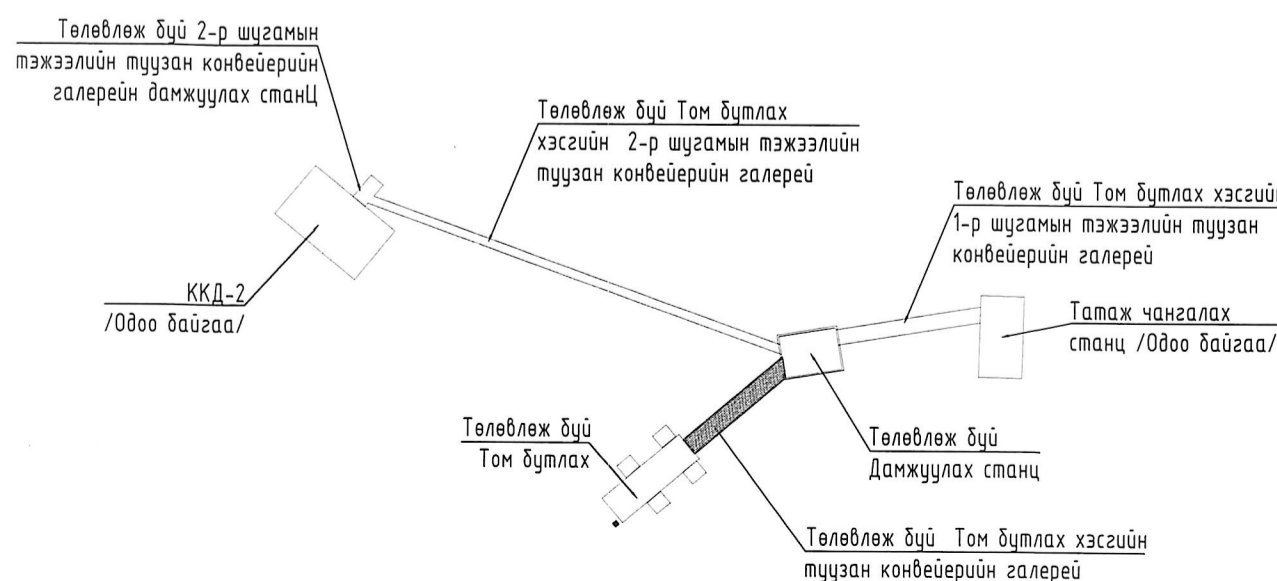 Төлөвлөж буй 2-р шугамын
тэжээлийн туузан конвейерийн
галерейн дамжуулах станЦ
Төлөвлөж буй Том бутлах
хэсгийн 2-р шугамын тэжээлийн
туузан конвейерийн галерей
Төлөвлөж буй Том бутлах хэсгийн
1-р шугамын тэжээлийн туузан
конвейерийн галерей
ККД-2
/Одоо байгаа/
Татаж чангалах
станц /Одоо байгаа/
Төлөвлөж буй
Том бутлах
Төлөвлөж буй
Дамжуулах станц
Төлөвлөж буй Том бутлах хэсгийн
туузан конвейерийн галерей